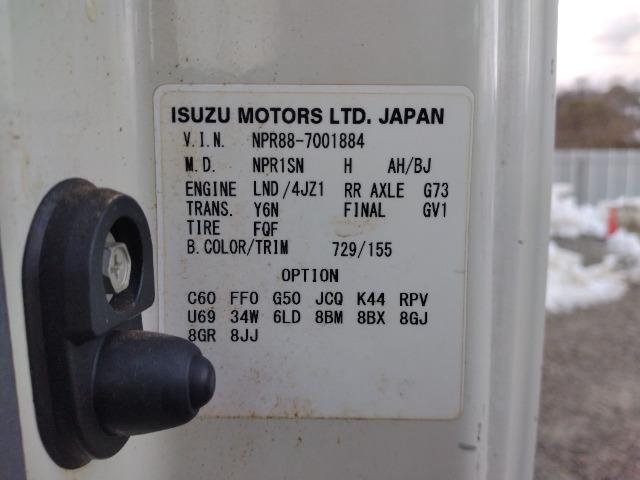 ISUZU MOTORS LTD. JAPAN
V.I.N. NPR88-7001884
M.D. NPR1SN H AH/BJ
ENGINE LND/4JZ1 RR AXLE G73
TRANS. Y6N FINAL GV1
TIRE FQF
B.COLOR/TRIM 729/155
OPTION
C60 FF0 G50 JCQ K44 RPV
U69 34W 6LD 8BM 8BX 8GJ
8GR 8JJ